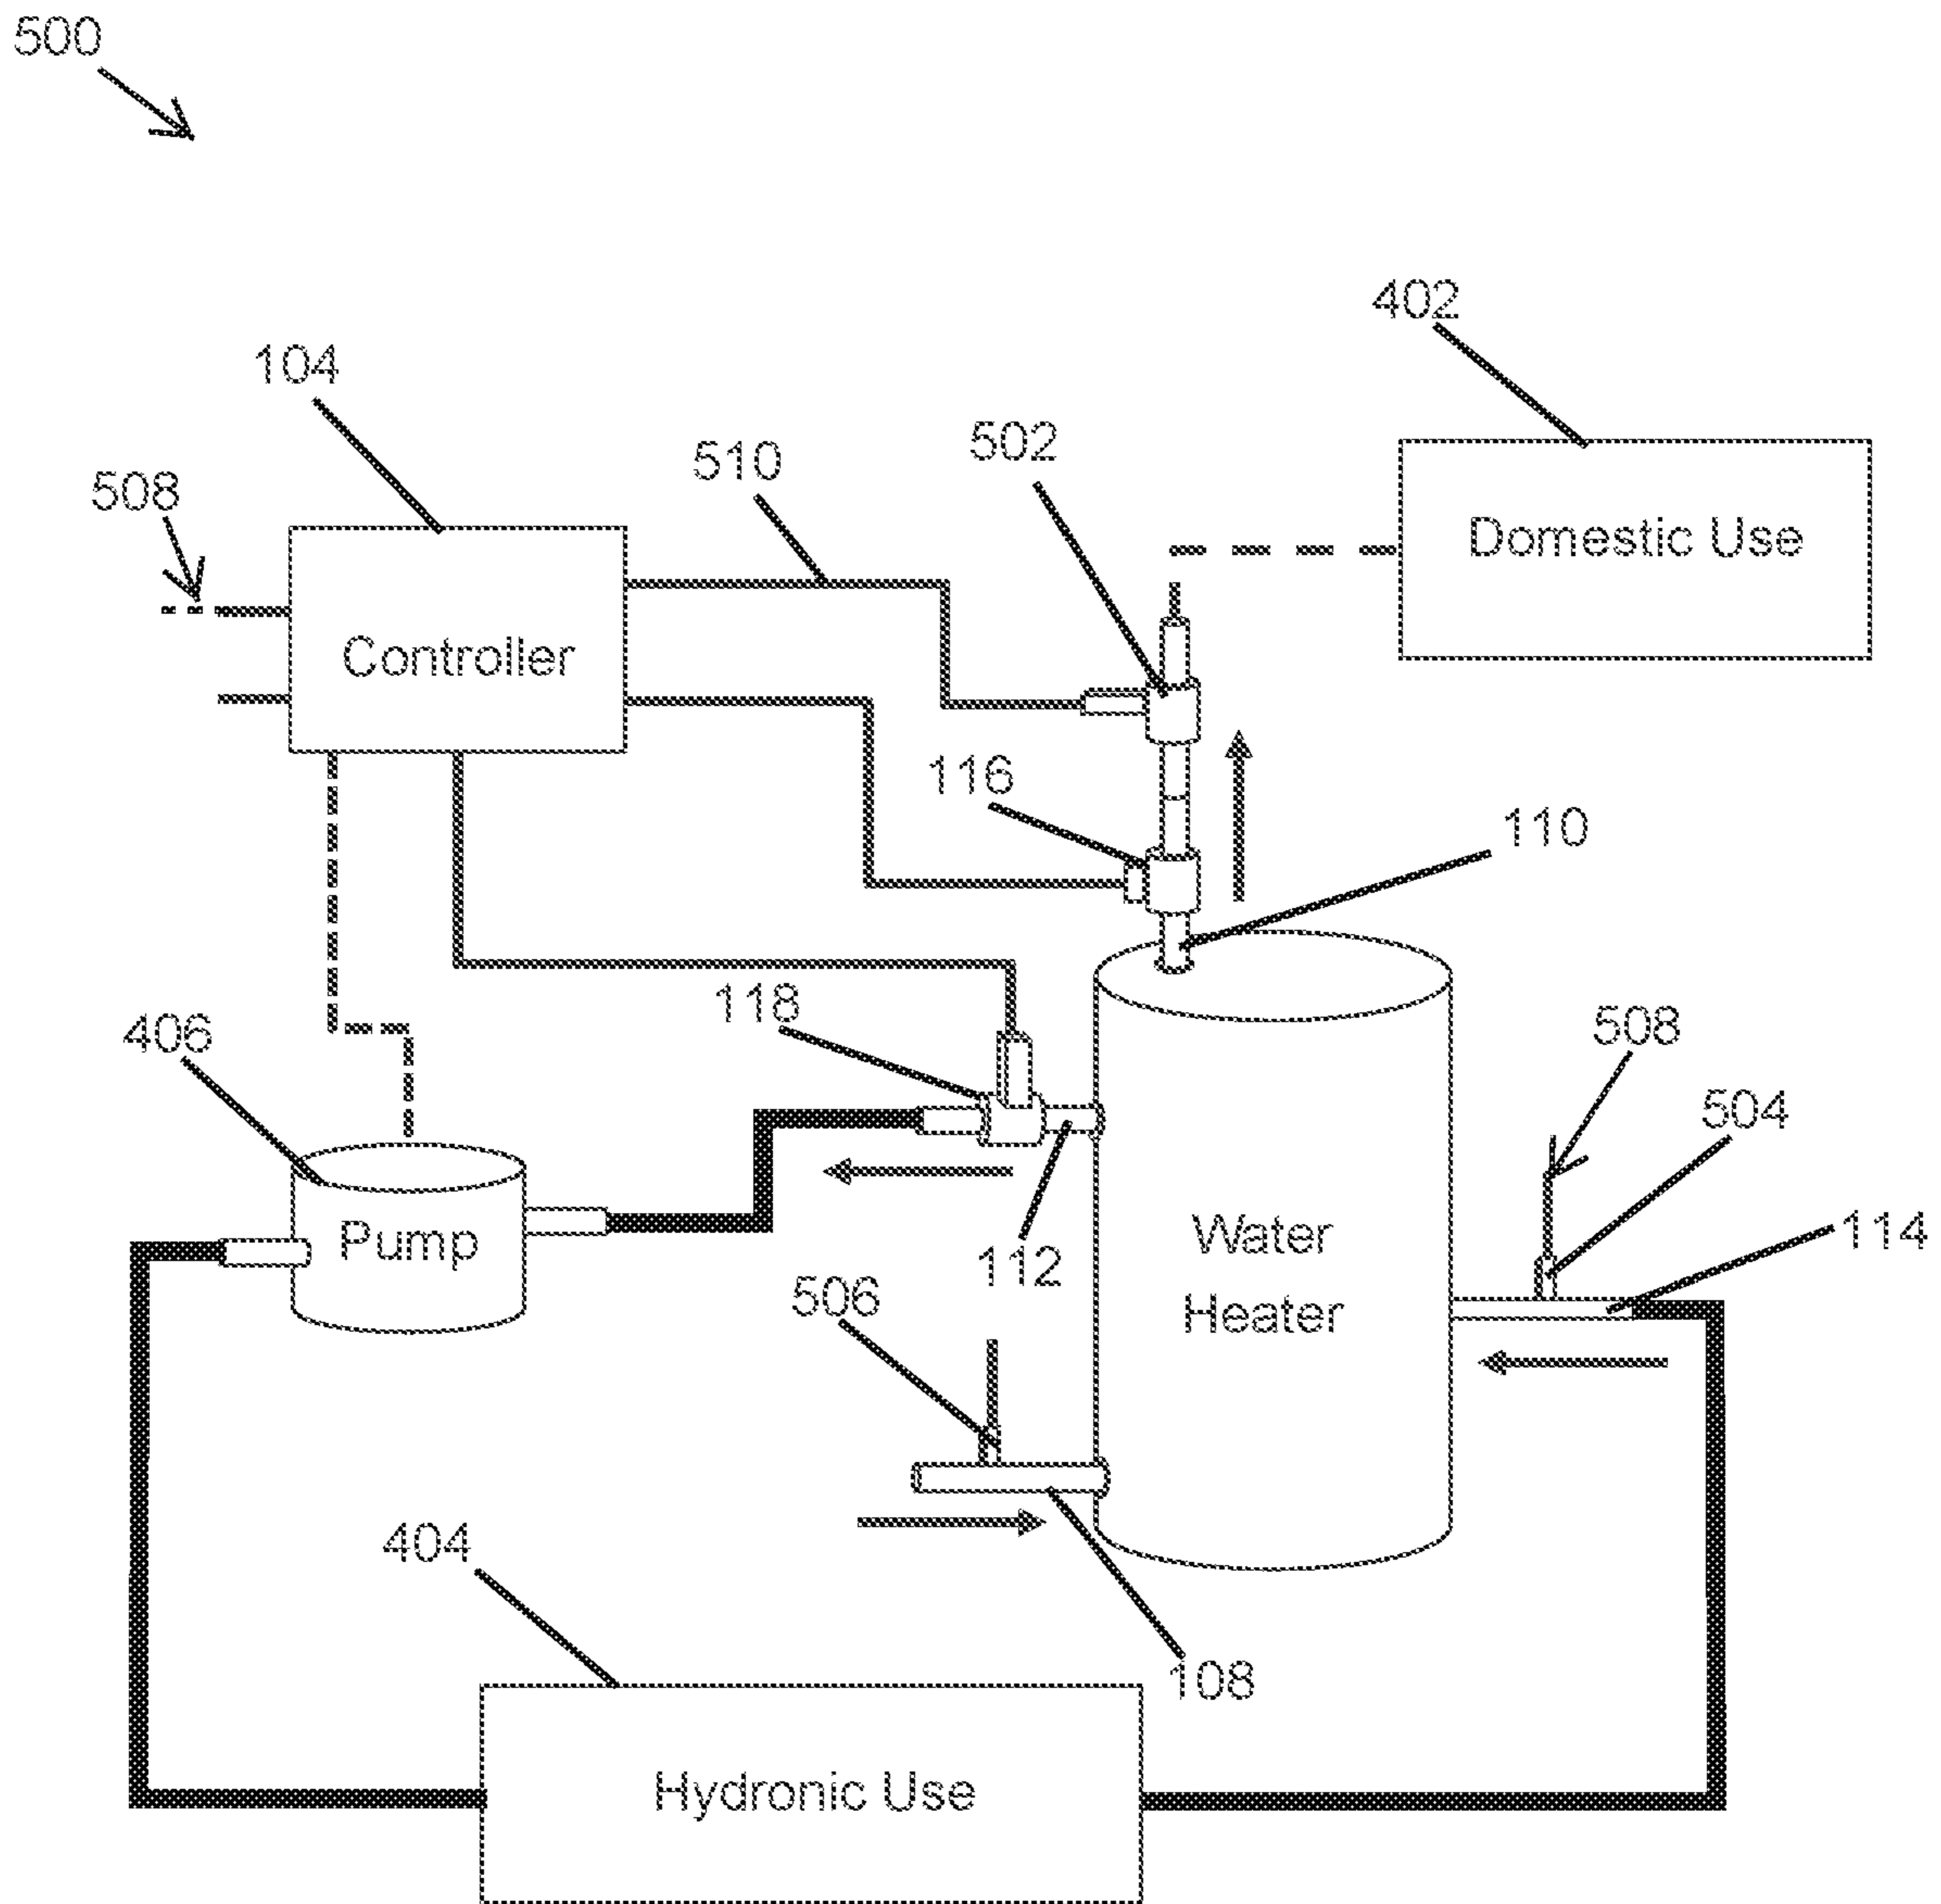 500
402
104
502
510
508
Domestic Use
Controller
116
110
118
406
508
504
Pump
Water
Heater
114
112
506
404
108
Hydronic Use